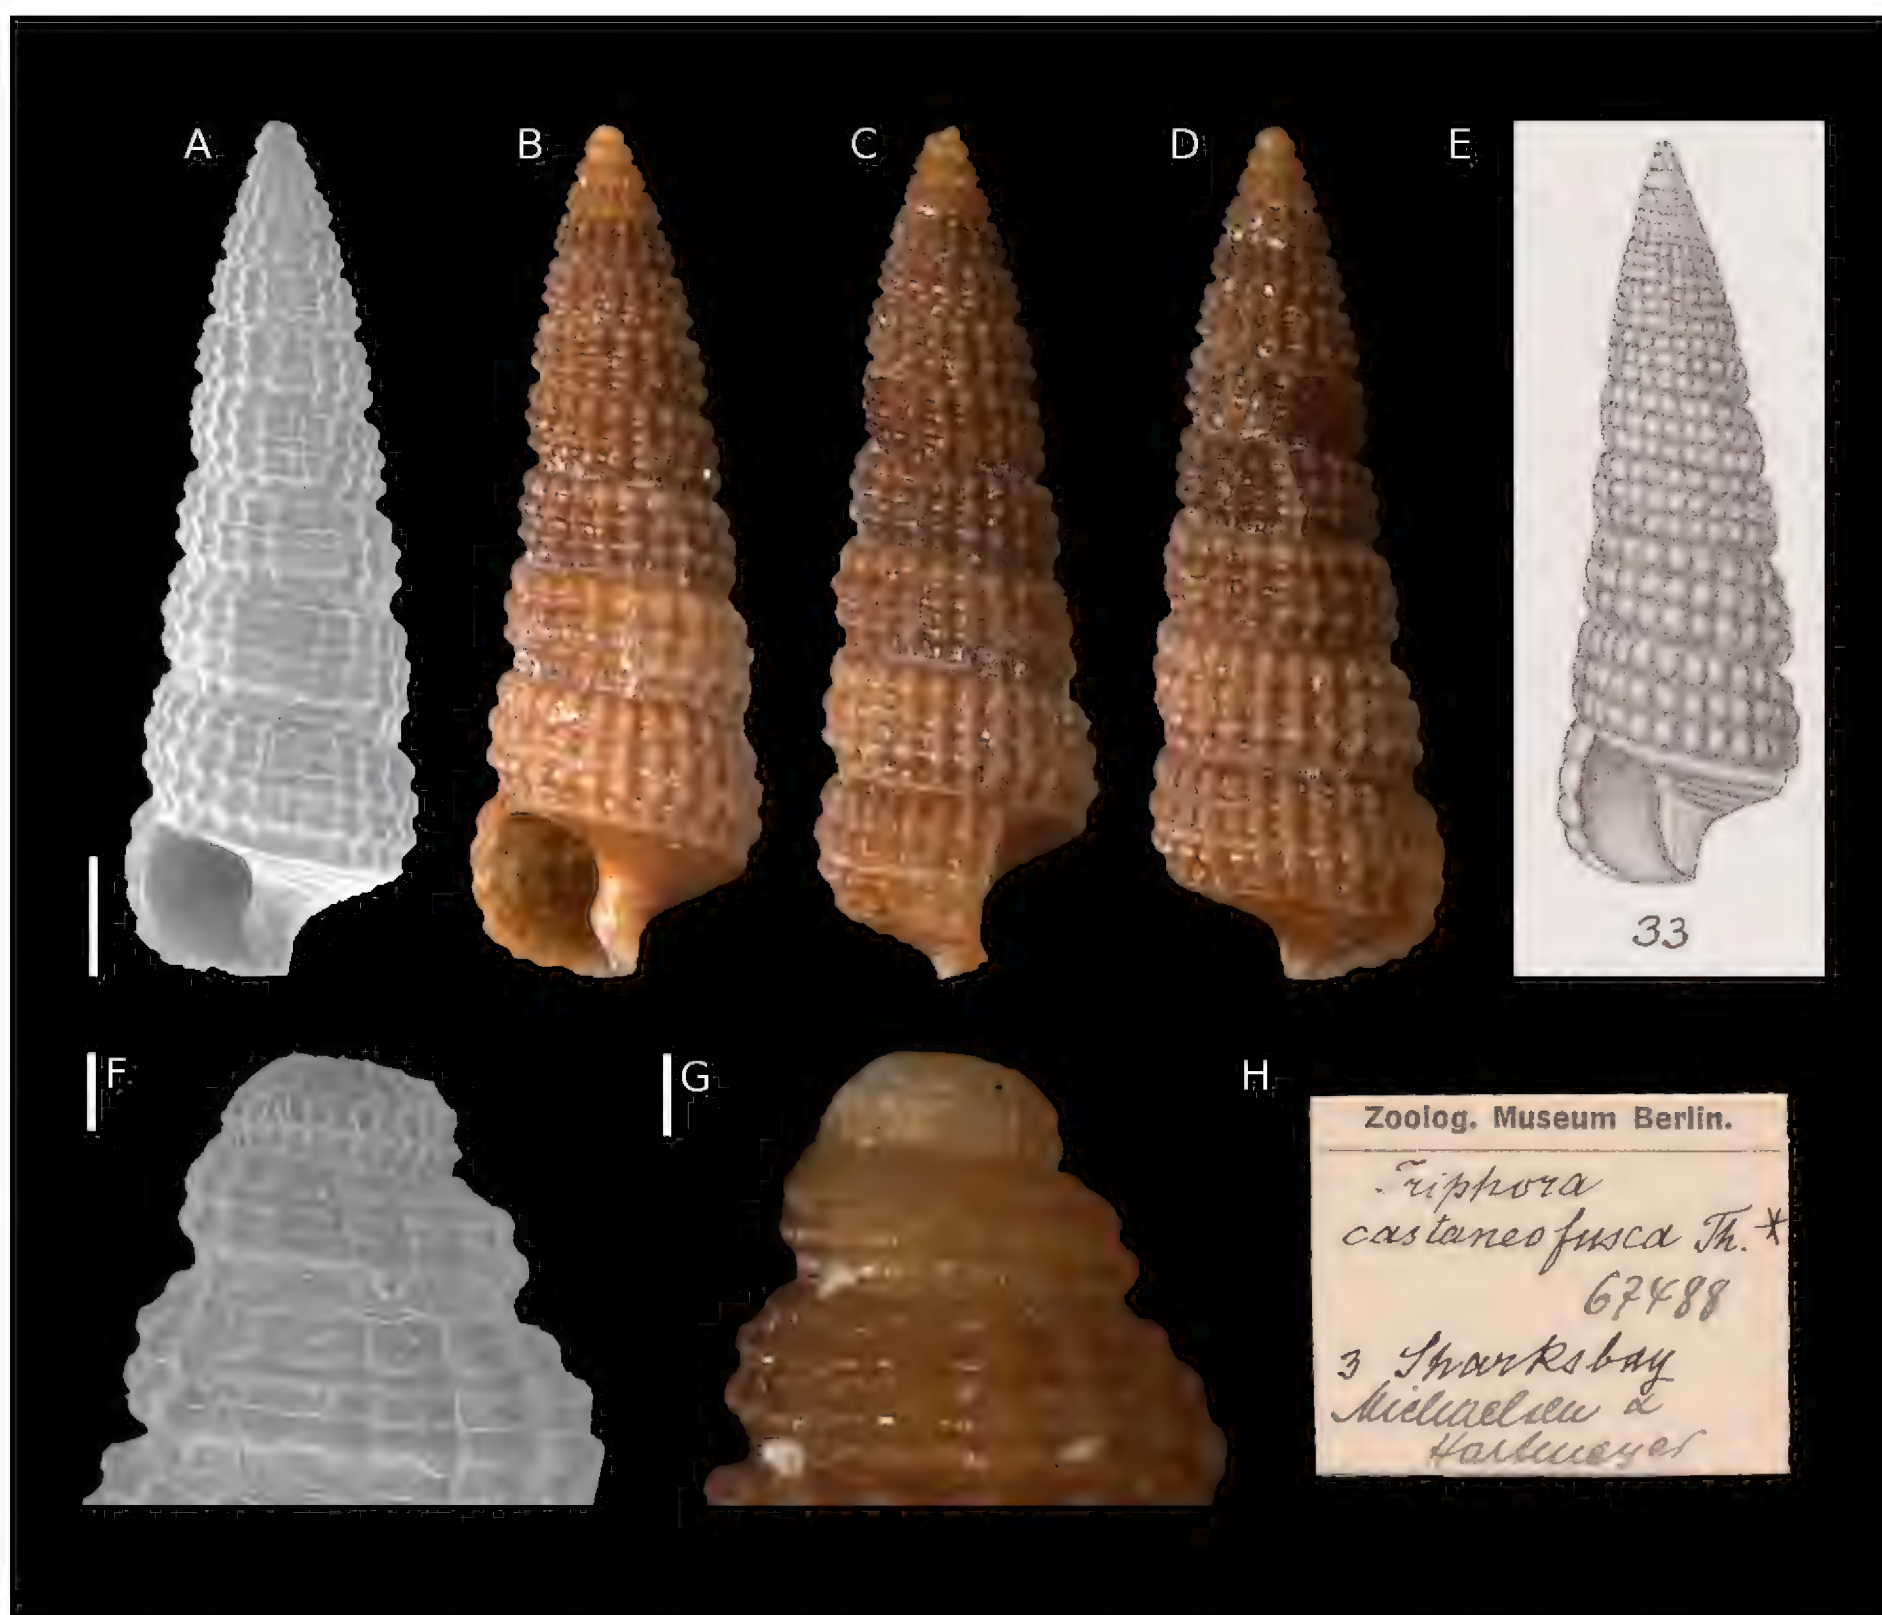 A
B
C
D
E
33
F
G
H
Zoolog. Museum Berlin.
Triphora
castaneofusca Th.*
67488
3 Sharksbay
Michaelsen &
Hartmeyer